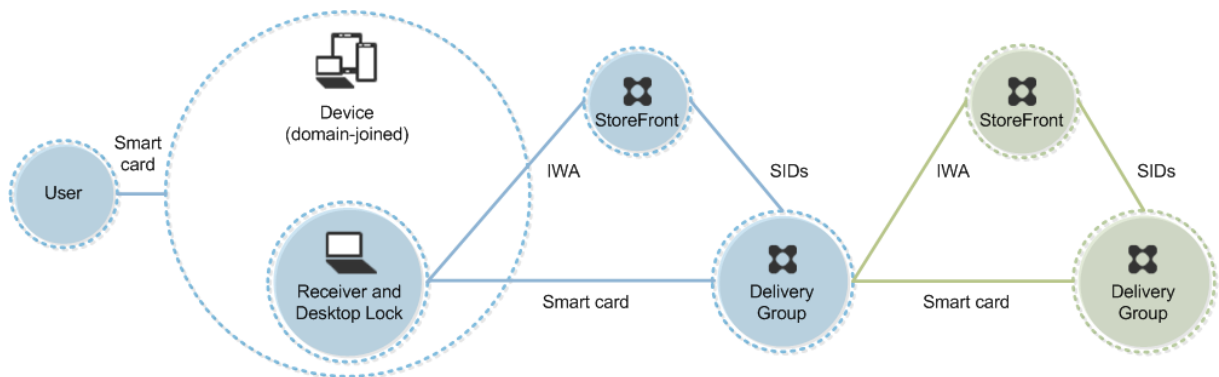 User
Smart
card
Device
(domain-joined)
Receiver and
Desktop Lock
IWA
StoreFront
SIDs
Smart card
Delivery
Group
IWA
StoreFront
SIDs
Smart card
Delivery
Group